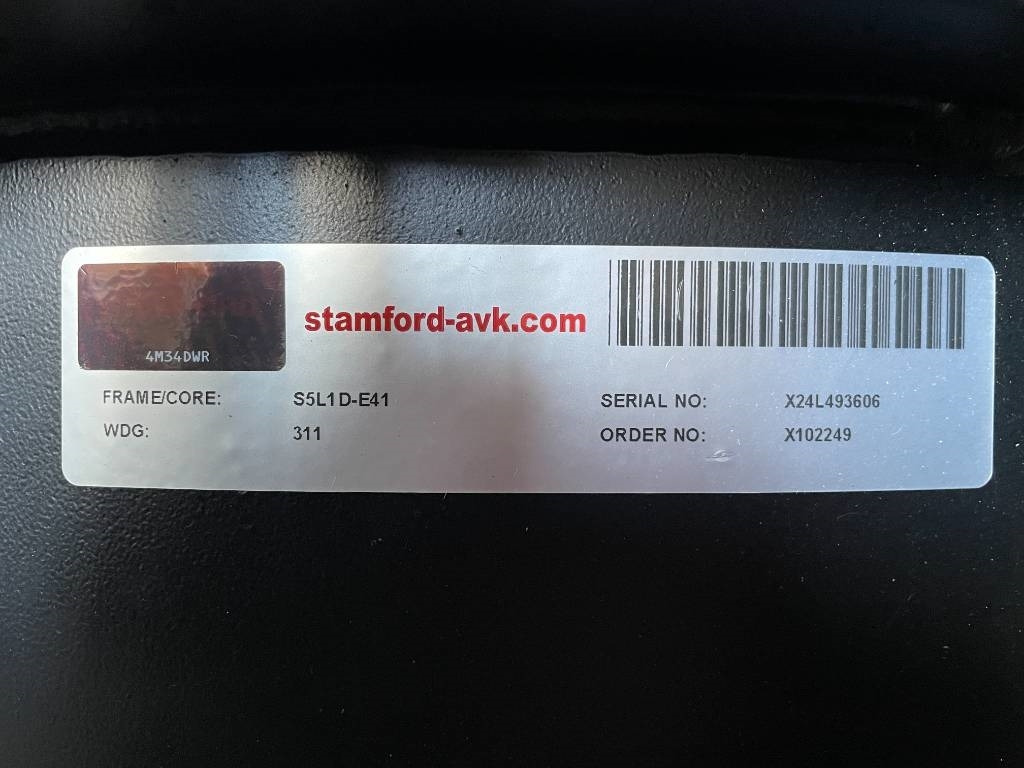 stamford-avk.com
4M34DWR
FRAME/CORE: S5L1D-E41 SERIAL NO: X24L493606
WDG: 311 ORDER NO: X102249